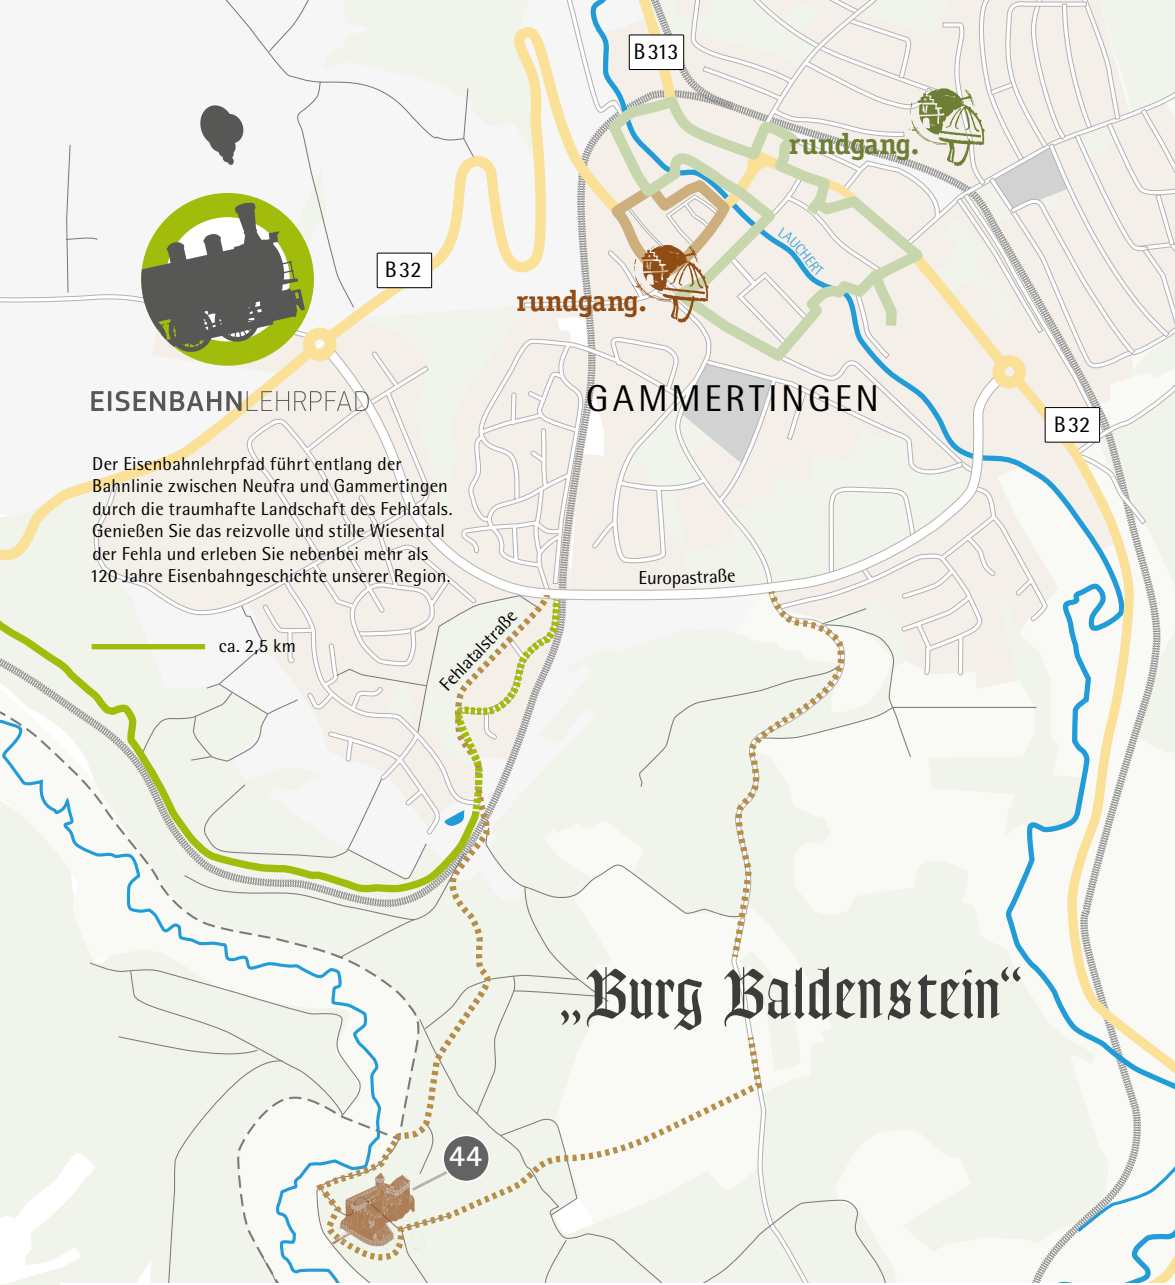 B313
rundgang.
LAUCHERT
B32
rundgang.
EISENBAHNLEHRPFAD
GAMMERTINGEN
B32
Der Eisenbahnlehrpfad führt entlang der
Bahnlinie zwischen Neufra und Gammertingen
durch die traumhafte Landschaft des Fehlatals.
Genießen Sie das reizvolle und stille Wiesental
der Fehla und erleben Sie nebenbei mehr als
120 Jahre Eisenbahngeschichte unserer Region.
Europastraße
Fehlatalstraße
ca. 2,5 km
„Burg Baldenstein“
44